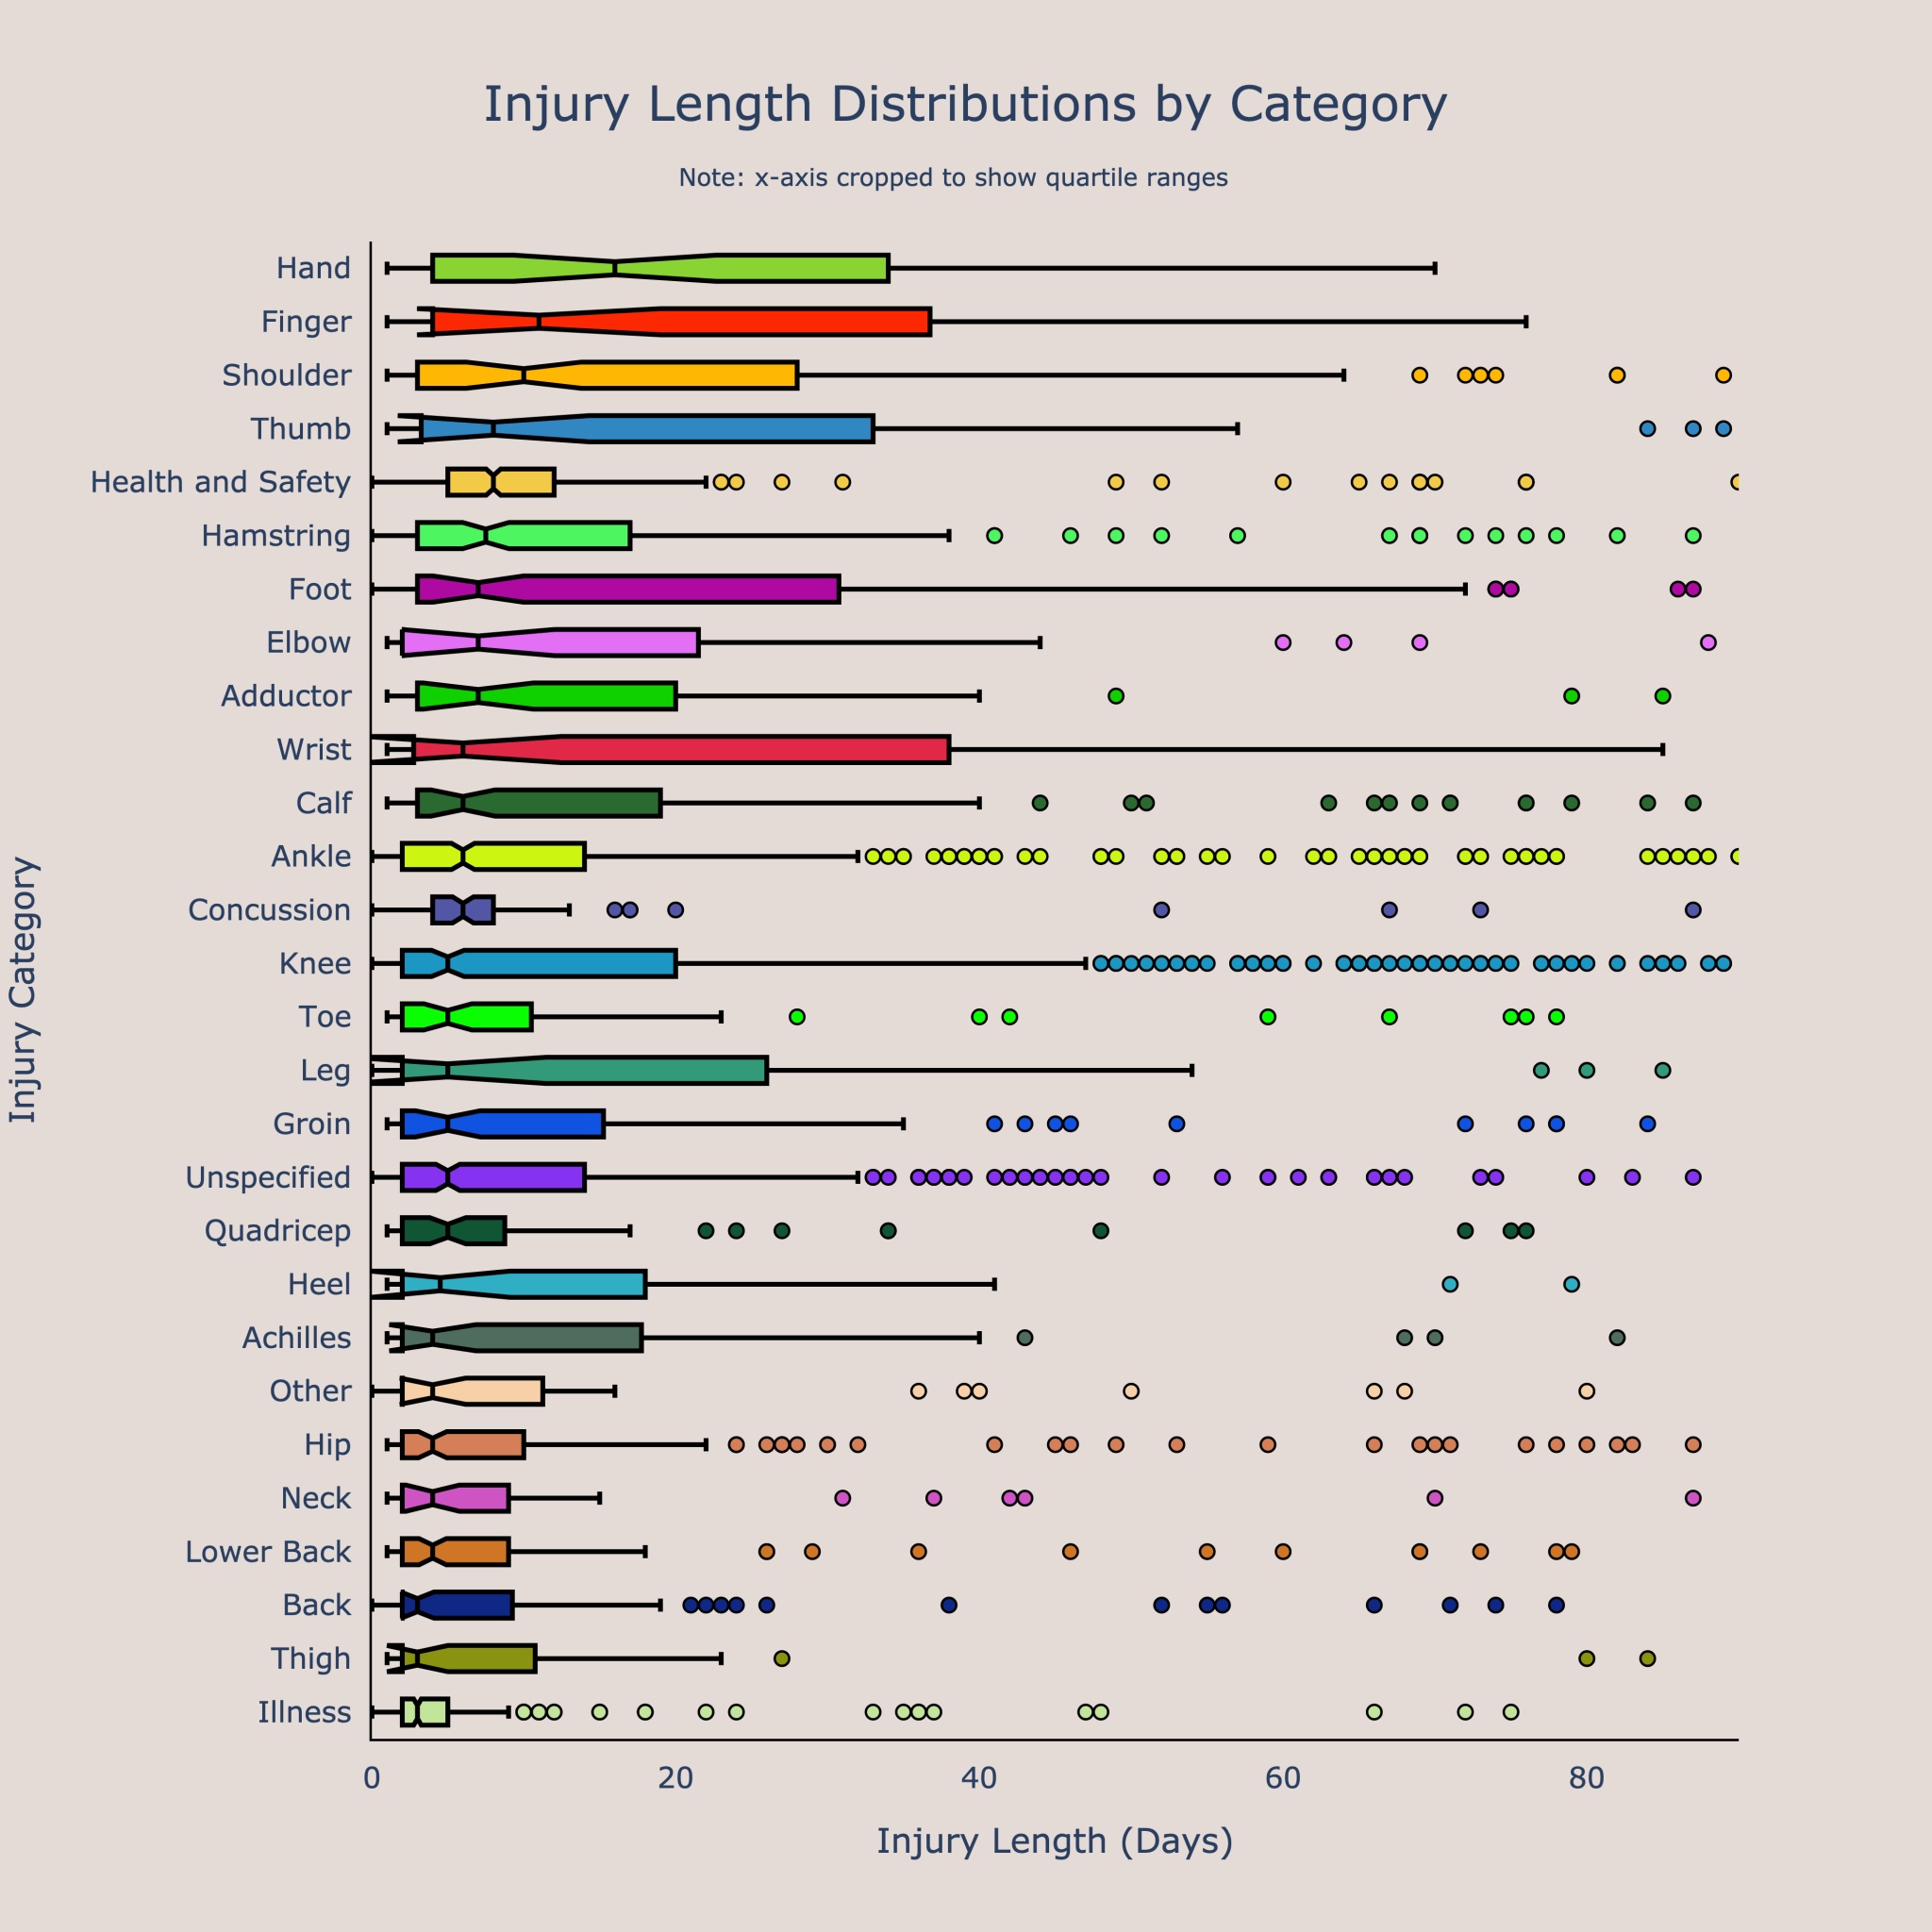 Injury Length Distributions by Category
Note: x-axis cropped to show quartile ranges
Injury Category
Hand
Finger
Shoulder
Thumb
Health and Safety
Hamstring
Foot
Elbow
Adductor
Wrist
Calf
Ankle
Concussion
Knee
Toe
Leg
Groin
Unspecified
Quadricep
Heel
Achilles
Other
Hip
Neck
Lower Back
Back
Thigh
Illness
0 20 40 60 80
Injury Length (Days)